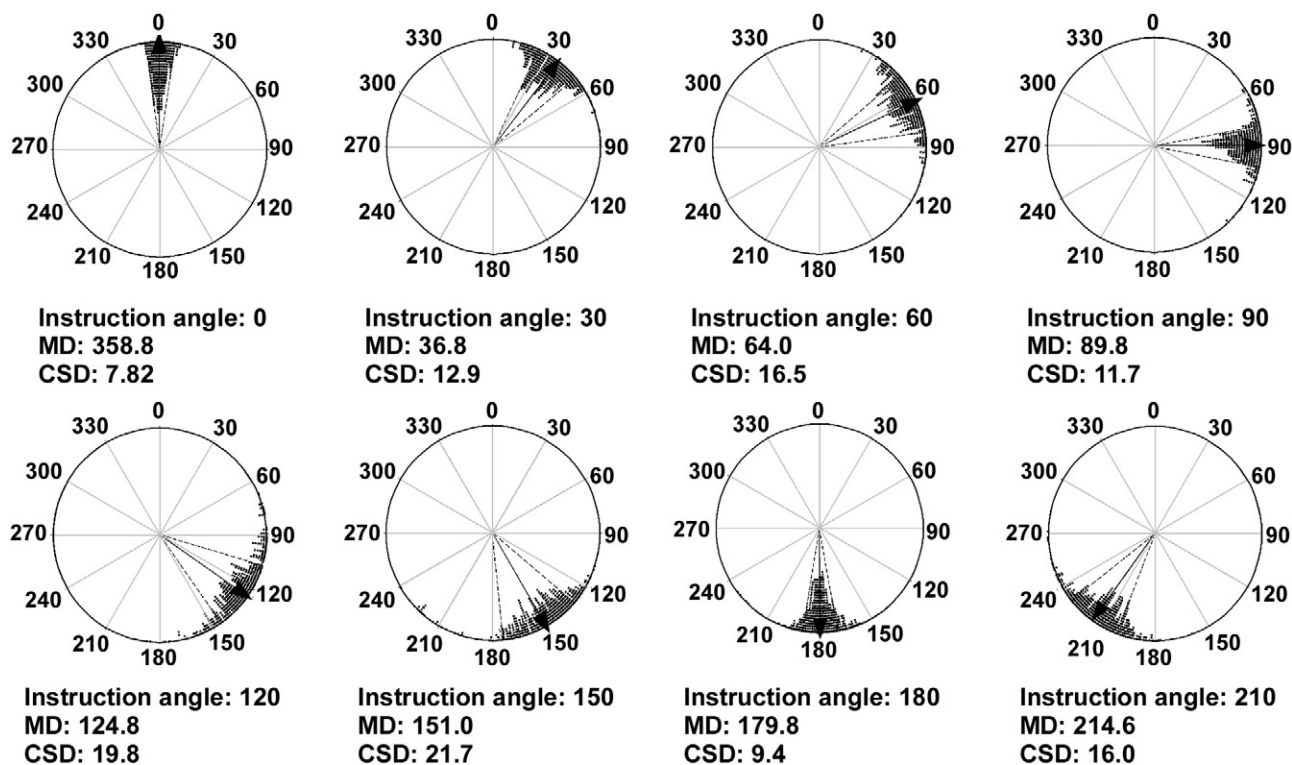 0
330 30
300 60
270 90
240 120
210 150
180
Instruction angle: 0
MD: 358.8
CSD: 7.82
0
330 30
300 60
270 90
240 120
210 150
180
Instruction angle: 30
MD: 36.8
CSD: 12.9
0
330 30
300 60
270 90
240 120
210 150
180
Instruction angle: 60
MD: 64.0
CSD: 16.5
0
330 30
300 60
270 90
240 120
210 150
180
Instruction angle: 90
MD: 89.8
CSD: 11.7
0
330 30
300 60
270 90
240 120
210 150
180
Instruction angle: 120
MD: 124.8
CSD: 19.8
0
330 30
300 60
270 90
240 120
210 150
180
Instruction angle: 150
MD: 151.0
CSD: 21.7
0
330 30
300 60
270 90
240 120
210 150
180
Instruction angle: 180
MD: 179.8
CSD: 9.4
0
330 30
300 60
270 90
240 120
210 150
180
Instruction angle: 210
MD: 214.6
CSD: 16.0